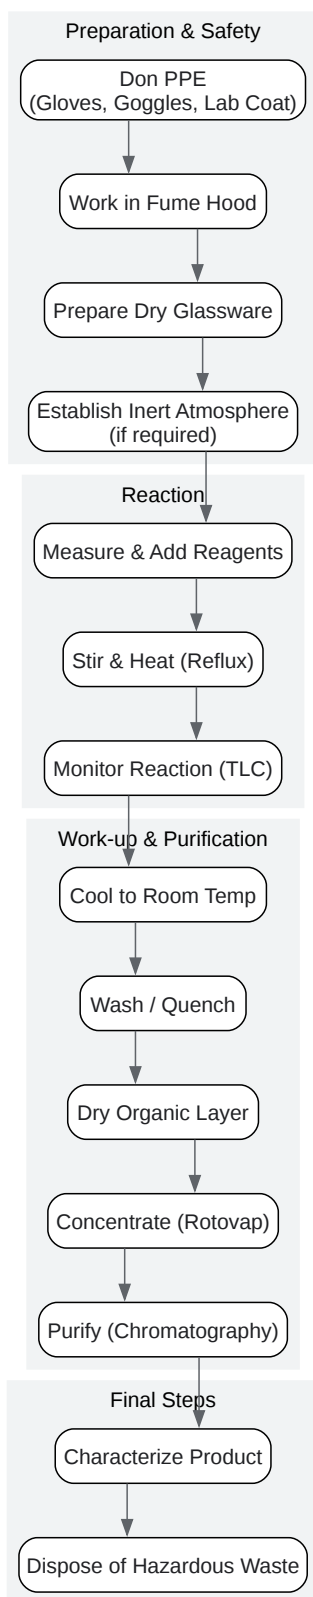 Preparation & Safety
Don PPE
(Gloves, Goggles, Lab Coat)
Work in Fume Hood
Prepare Dry Glassware
Establish Inert Atmosphere
(if required)
Reaction
Measure & Add Reagents
Stir & Heat (Reflux)
Monitor Reaction (TLC)
Work-up & Purification
Cool to Room Temp
Wash / Quench
Dry Organic Layer
Concentrate (Rotovap)
Purify (Chromatography)
Final Steps
Characterize Product
Dispose of Hazardous Waste